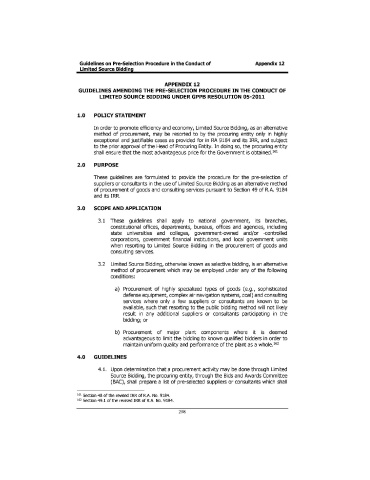 Guidelines on Pre-Selection Procedure in the Conduct of Appendix 12
Limited Source Bidding
APPENDIX 12
GUIDELINES AMENDING THE PRE-SELECTION PROCEDURE IN THE CONDUCT OF
LIMITED SOURCE BIDDING UNDER GPPB RESOLUTION 05-2011
1.0 POLICY STATEMENT
In order to promote efficiency and economy, Limited Source Bidding, as an alternative
method of procurement, may be resorted to by the procuring entity only in highly
exceptional and justifiable cases as provided for in RA 9184 and its IRR, and subject
to the prior approval of the Head of Procuring Entity. In doing so, the procuring entity
shall ensure that the most advantageous price for the Government is obtained.
2.0 PURPOSE
These guidelines are formulated to provide the procedure for the pre-selection of
suppliers or consultants in the use of Limited Source Bidding as an alternative method
of procurement of goods and consulting services pursuant to Section 49 of R.A. 9184
and its IRR.
3.0 SCOPE AND APPLICATION
3.1 These guidelines shall apply to national government, its branches,
constitutional offices, departments, bureaus, offices and agencies, including
state universities and colleges, government-owned and/or -controlled
corporations, government financial institutions, and local government units
when resorting to Limited Source Bidding in the procurement of goods and
consulting services.
3.2 Limited Source Bidding, otherwise known as selective bidding, is an alternative
method of procurement which may be employed under any of the following
conditions:
a) Procurement of highly specialized types of goods (e.g., sophisticated
defense equipment, complex air navigation systems, coal) and consulting
services where only a few suppliers or consultants are known to be
available, such that resorting to the public bidding method will not likely
result in any additional suppliers or consultants participating in the
bidding; or
b) Procurement of major plant components where it is deemed
advantageous to limit the bidding to known qualified bidders in order to
maintain uniform quality and performance of the plant as a whole.
4.0 GUIDELINES
4.1. Upon determination that a procurement activity may be done through Limited
Source Bidding, the procuring entity, through the Bids and Awards Committee
(BAC), shall prepare a list of pre-selected suppliers or consultants which shall
Section 48 of the revised IRR of R.A. No. 9184.
Section 49.1 of the revised IRR of R.A. No. 9184.